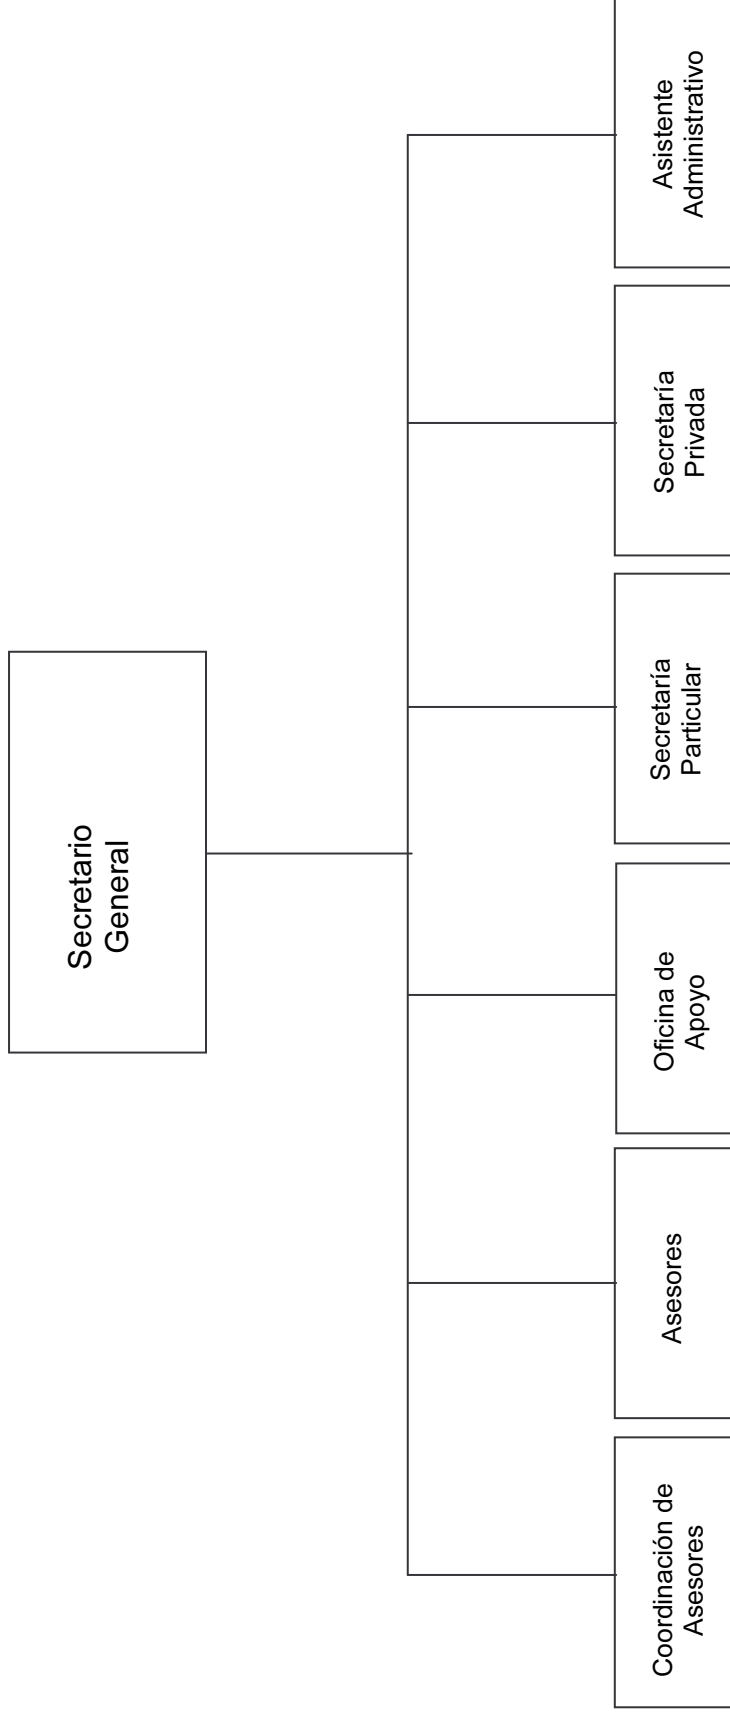 Secretario
General
Coordinación de
Asesores
Asesores
Oficina de
Apoyo
Secretaría
Particular
Secretaría
Privada
Asistente
Administrativo